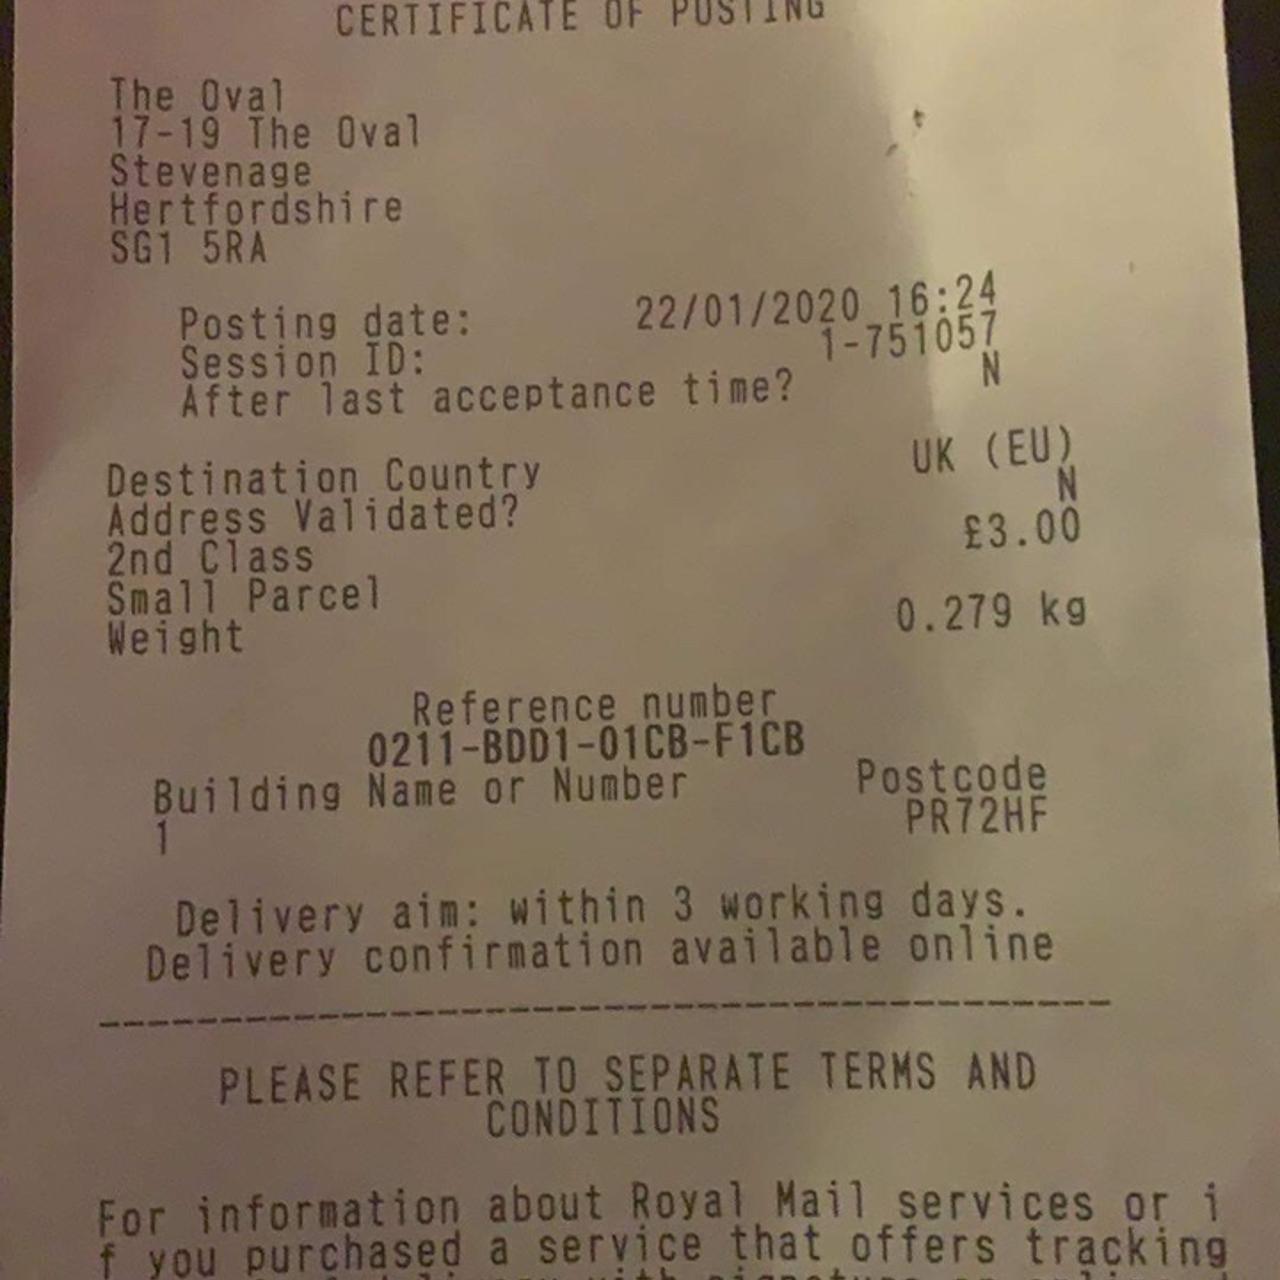 CERTIFICATE OF POSTING
The Oval
17-19 The Oval
Stevenage
Hertfordshire
SG1 5RA
Posting date: 22/01/2020 16:24
Session ID: 1-751057
After last acceptance time? N
Destination Country UK (EU)
Address Validated? N
2nd Class £3.00
Small Parcel
Weight 0.279 kg
Reference number
0211-BDD1-01CB-F1CB
Building Name or Number Postcode
1 PR72HF
Delivery aim: within 3 working days.
Delivery confirmation available online
PLEASE REFER TO SEPARATE TERMS AND
CONDITIONS
For information about Royal Mail services or i
f you purchased a service that offers tracking